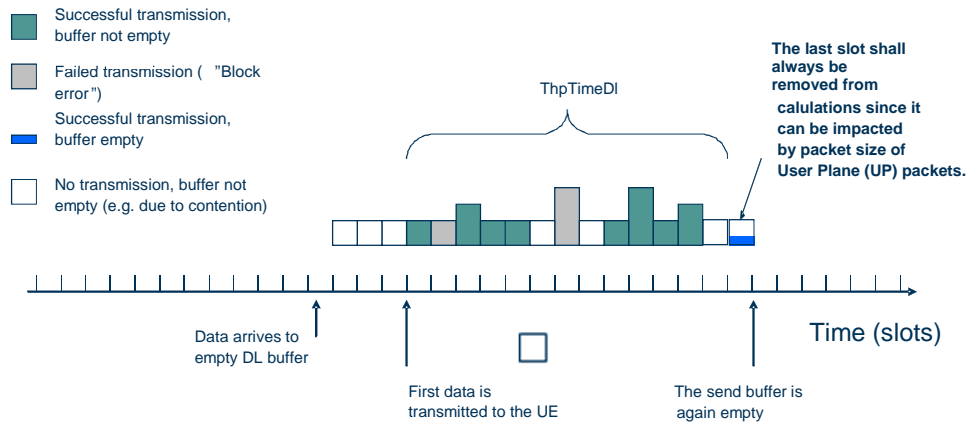 Successful transmission,
buffer not empty
Failed transmission ( "Block
error")
Successful transmission,
buffer empty
No transmission, buffer not
empty (e.g. due to contention)
ThpTimeDl
The last slot shall
always be
removed from
calulations since it
can be impacted
by packet size of
User Plane (UP) packets.
Data arrives to
empty DL buffer
First data is
transmitted to the UE
The send buffer is
again empty
Time (slots)